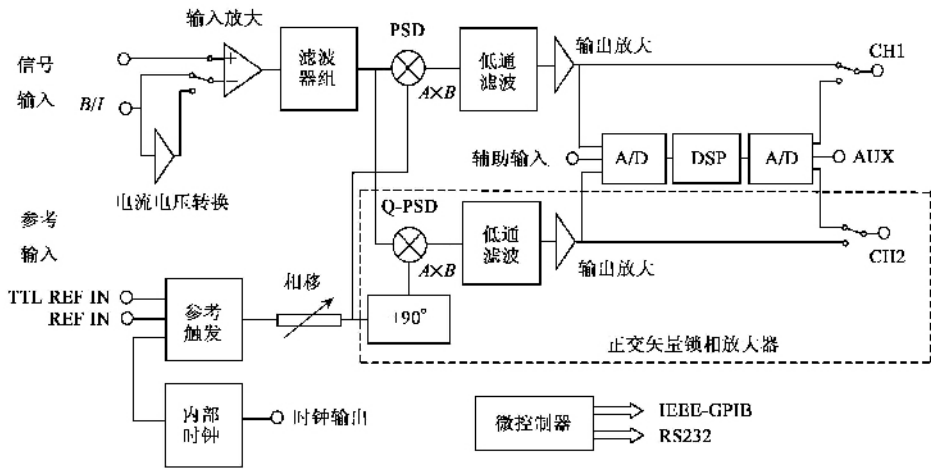 输入放大
信号
输入
B/I
电流电压转换
滤波
器组
PSD
A×B
低通
滤波
输出放大
CH1
辅助输入
A/D
DSP
A/D
AUX
Q-PSD
A×B
低通
滤波
输出放大
CH2
参考
输入
TTL REF IN
REF IN
参考
触发
相移
+90°
正交矢量锁相放大器
内部
时钟
时钟输出
微控制器
IEEE-GPIB
RS232